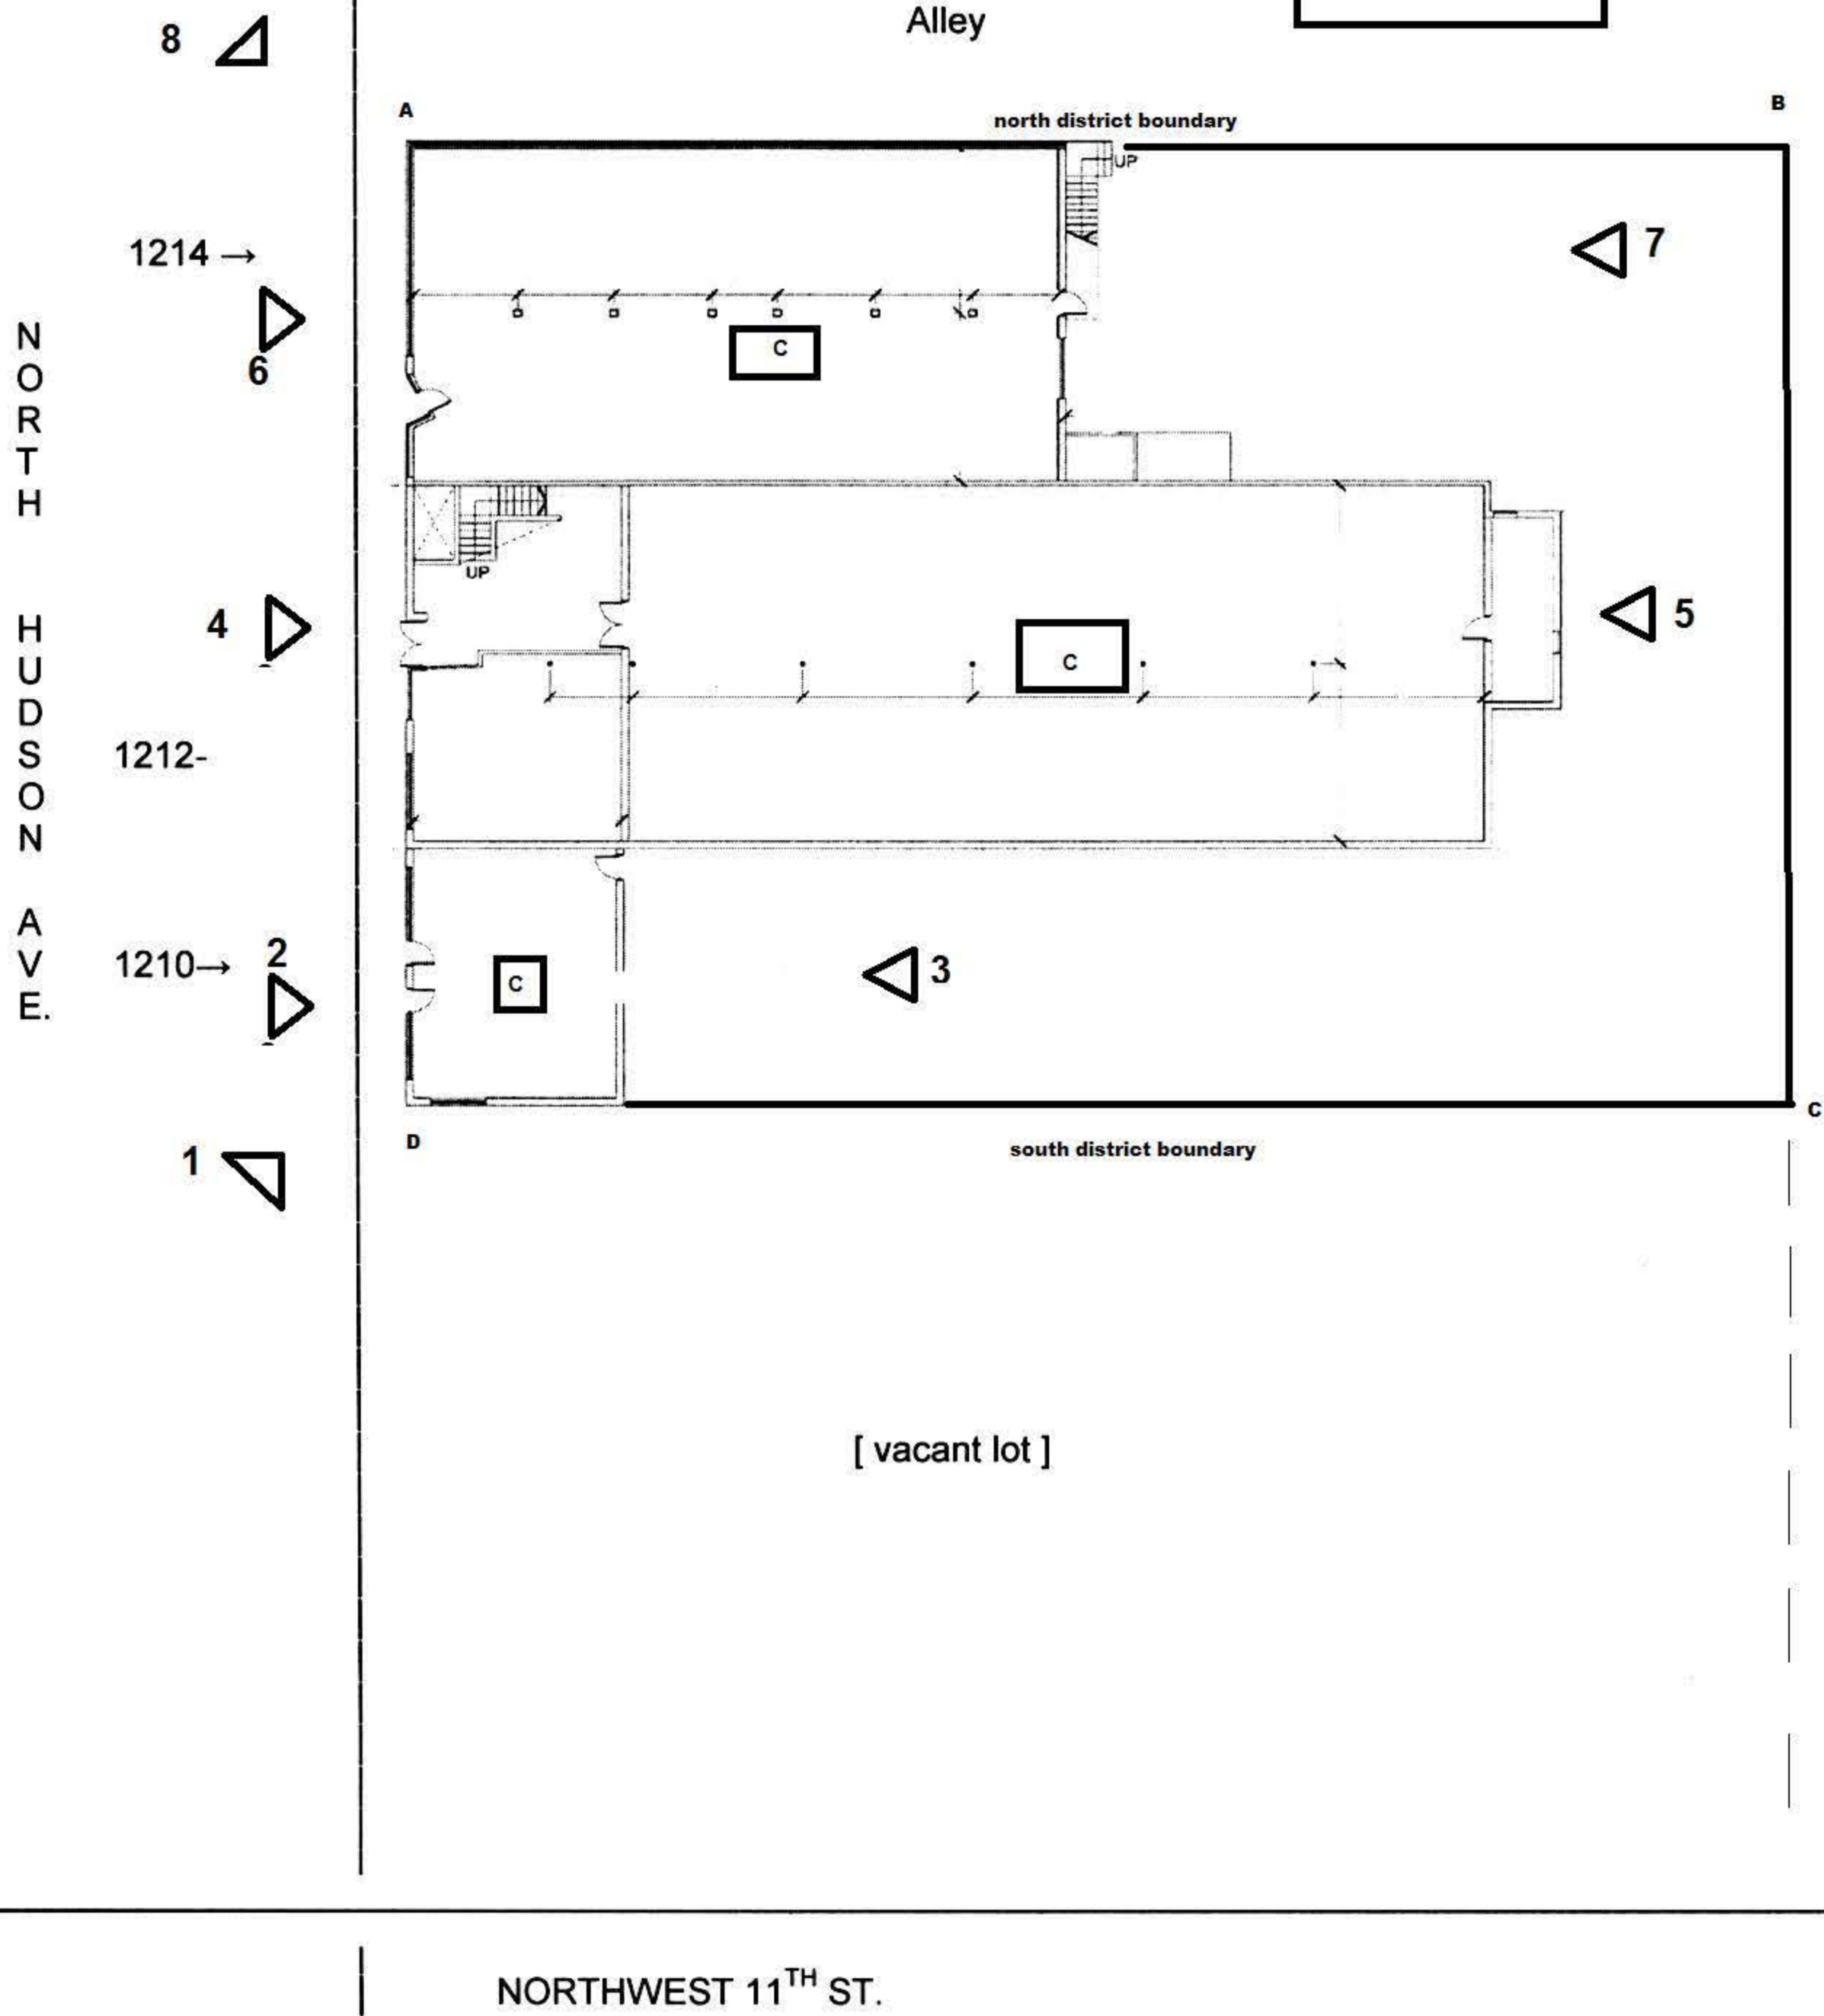 Alley
8
A
B
north district boundary
UP
1214 →
7
6
C
NORTH HUDSON AVE.
UP
4
5
C
1212-
2
1210→
C
3
C
D
south district boundary
1
[ vacant lot ]
NORTHWEST 11TH ST.